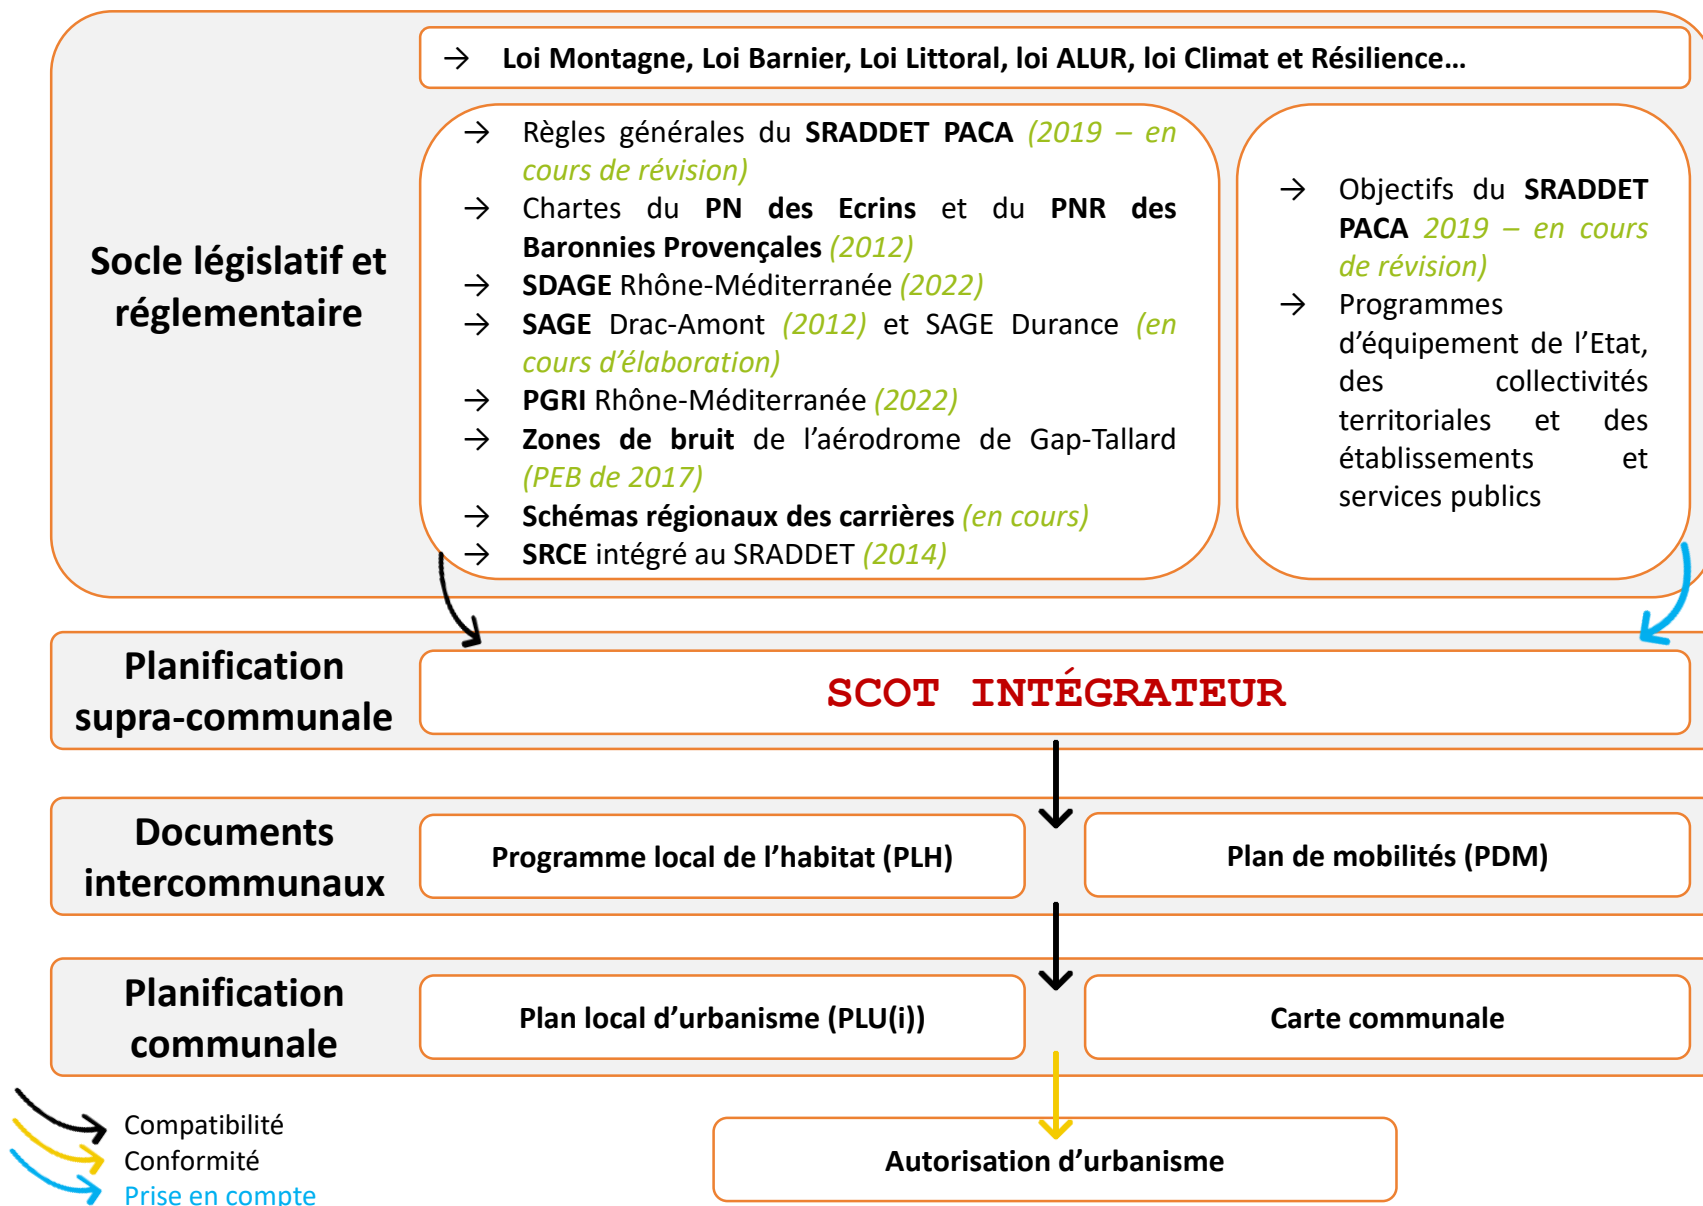 → Loi Montagne, Loi Barnier, Loi Littoral, loi ALUR, loi Climat et Résilience…
Socle législatif et
réglementaire
→ Règles générales du SRADDET PACA (2019 – en
cours de révision)
→ Chartes du PN des Ecrins et du PNR des
Baronnies Provençales (2012)
→ SDAGE Rhône-Méditerranée (2022)
→ SAGE Drac-Amont (2012) et SAGE Durance (en
cours d’élaboration)
→ PGRI Rhône-Méditerranée (2022)
→ Zones de bruit de l’aérodrome de Gap-Tallard
(PEB de 2017)
→ Schémas régionaux des carrières (en cours)
→ SRCE intégré au SRADDET (2014)
→ Objectifs du SRADDET
PACA 2019 – en cours
de révision)
→ Programmes
d’équipement de l’Etat,
des collectivités
territoriales et des
établissements et
services publics
Planification
supra-communale
SCOT INTÉGRATEUR
Documents
intercommunaux
Programme local de l’habitat (PLH)
Plan de mobilités (PDM)
Planification
communale
Plan local d’urbanisme (PLU(i))
Carte communale
Compatibilité
Conformité
Prise en compte
Autorisation d’urbanisme